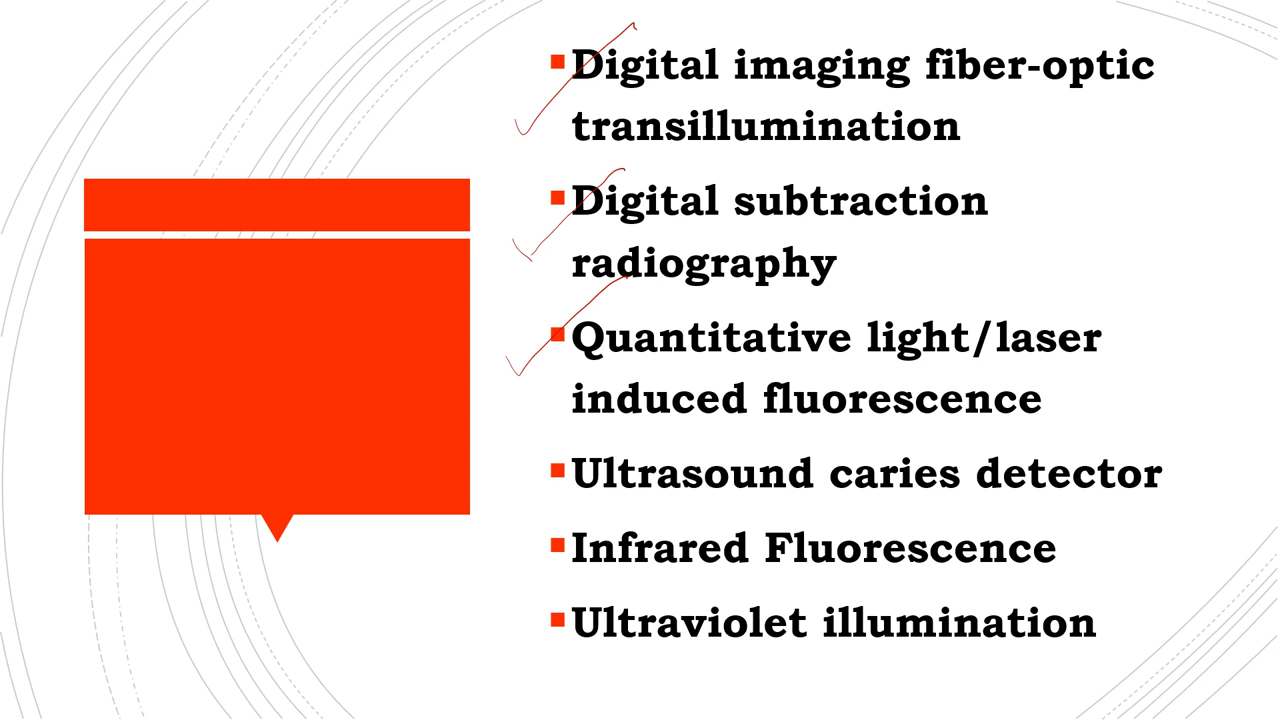 Digital imaging fiber-optic
transillumination
Digital subtraction
radiography
Quantitative light/laser
induced fluorescence
Ultrasound caries detector
Infrared Fluorescence
Ultraviolet illumination